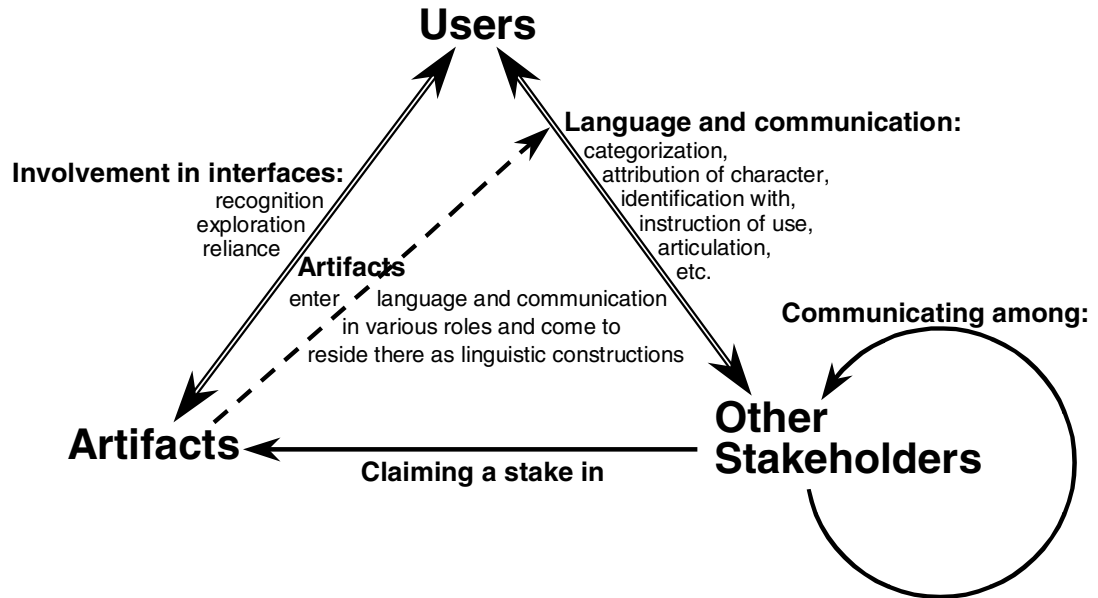 Users
Language and communication:
categorization,
attribution of character,
identification with,
instruction of use,
articulation,
etc.
Involvement in interfaces:
recognition
exploration
reliance
Artifacts
enter language and communication
in various roles and come to
reside there as linguistic constructions
Communicating among:
Artifacts
Other
Stakeholders
Claiming a stake in